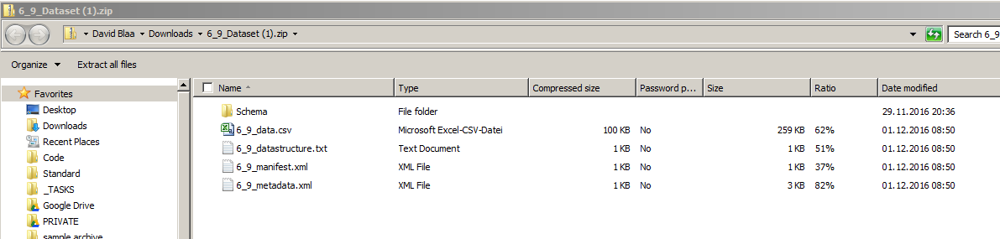 6_9_Dataset (1).zip
David Blaa Downloads 6_9_Dataset (1).zip Search 6_9
Organize Extract all files
Favorites
Desktop
Downloads
Recent Places
Code
Standard
_TASKS
Google Drive
PRIVATE
sample archive
Name Type Compressed size Password p... Size Ratio Date modified
Schema File folder 29.11.2016 20:36
6_9_data.csv Microsoft Excel-CSV-Datei 100 KB No 259 KB 62% 01.12.2016 08:50
6_9_datastructure.txt Text Document 1 KB No 1 KB 51% 01.12.2016 08:50
6_9_manifest.xml XML File 1 KB No 1 KB 37% 01.12.2016 08:50
6_9_metadata.xml XML File 1 KB No 3 KB 82% 01.12.2016 08:50